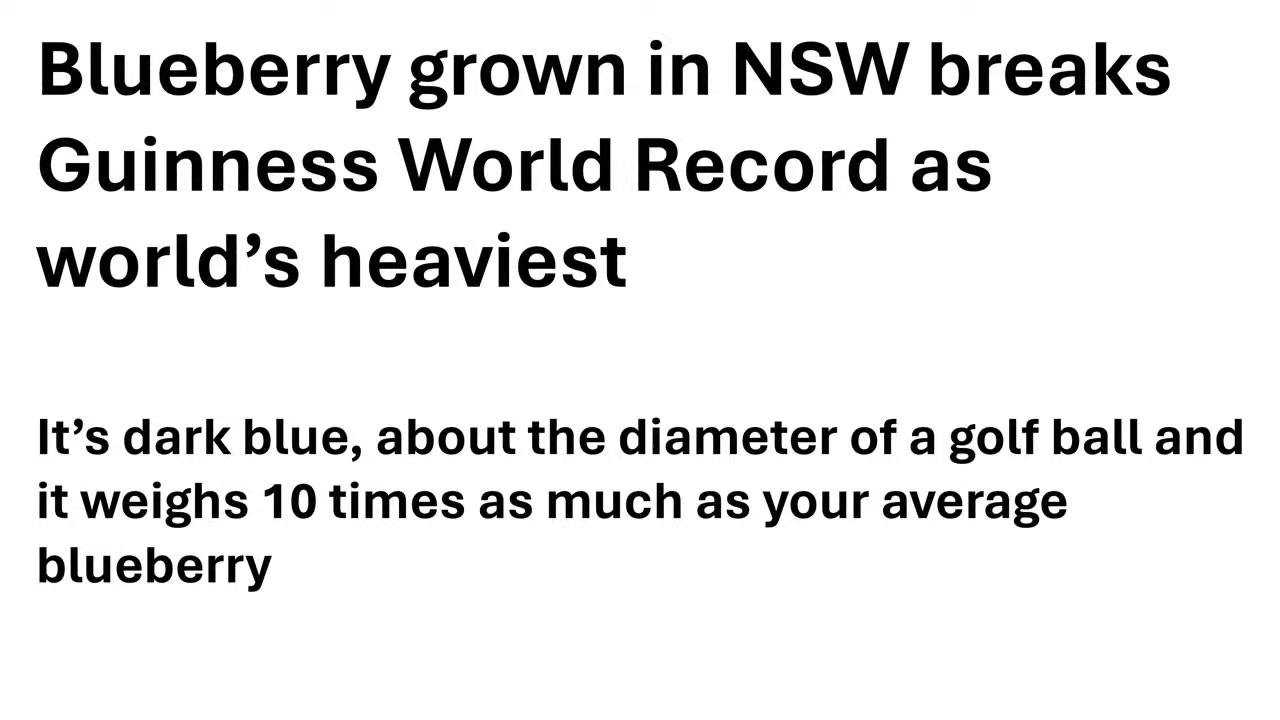 Blueberry grown in NSW breaks
Guinness World Record as
world’s heaviest
It’s dark blue, about the diameter of a golf ball and
it weighs 10 times as much as your average
blueberry